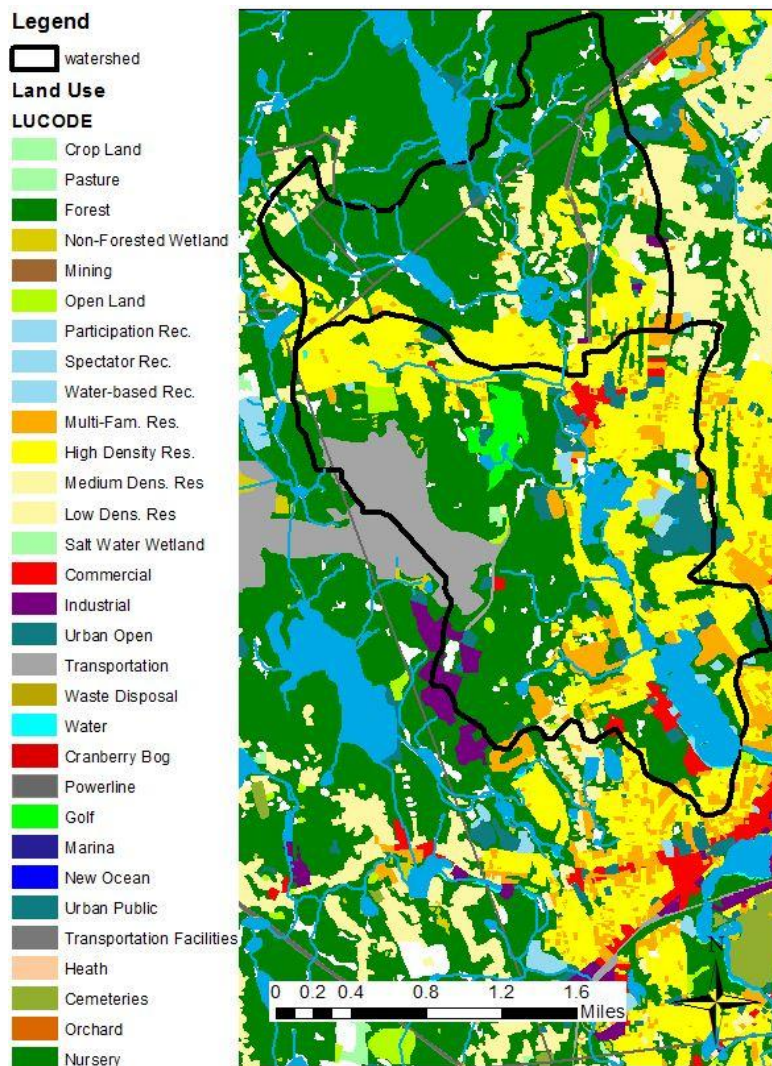 Legend
watershed
Land Use
LUCODE
Crop Land
Pasture
Forest
Non-Forested Wetland
Mining
Open Land
Participation Rec.
Spectator Rec.
Water-based Rec.
Multi-Fam. Res.
High Density Res.
Medium Dens. Res
Low Dens. Res
Salt Water Wetland
Commercial
Industrial
Urban Open
Transportation
Waste Disposal
Water
Cranberry Bog
Powerline
Golf
Marina
New Ocean
Urban Public
Transportation Facilities
Heath
Cemeteries
Orchard
Nursery
N
0 0.2 0.4 0.8 1.2 1.6
Miles